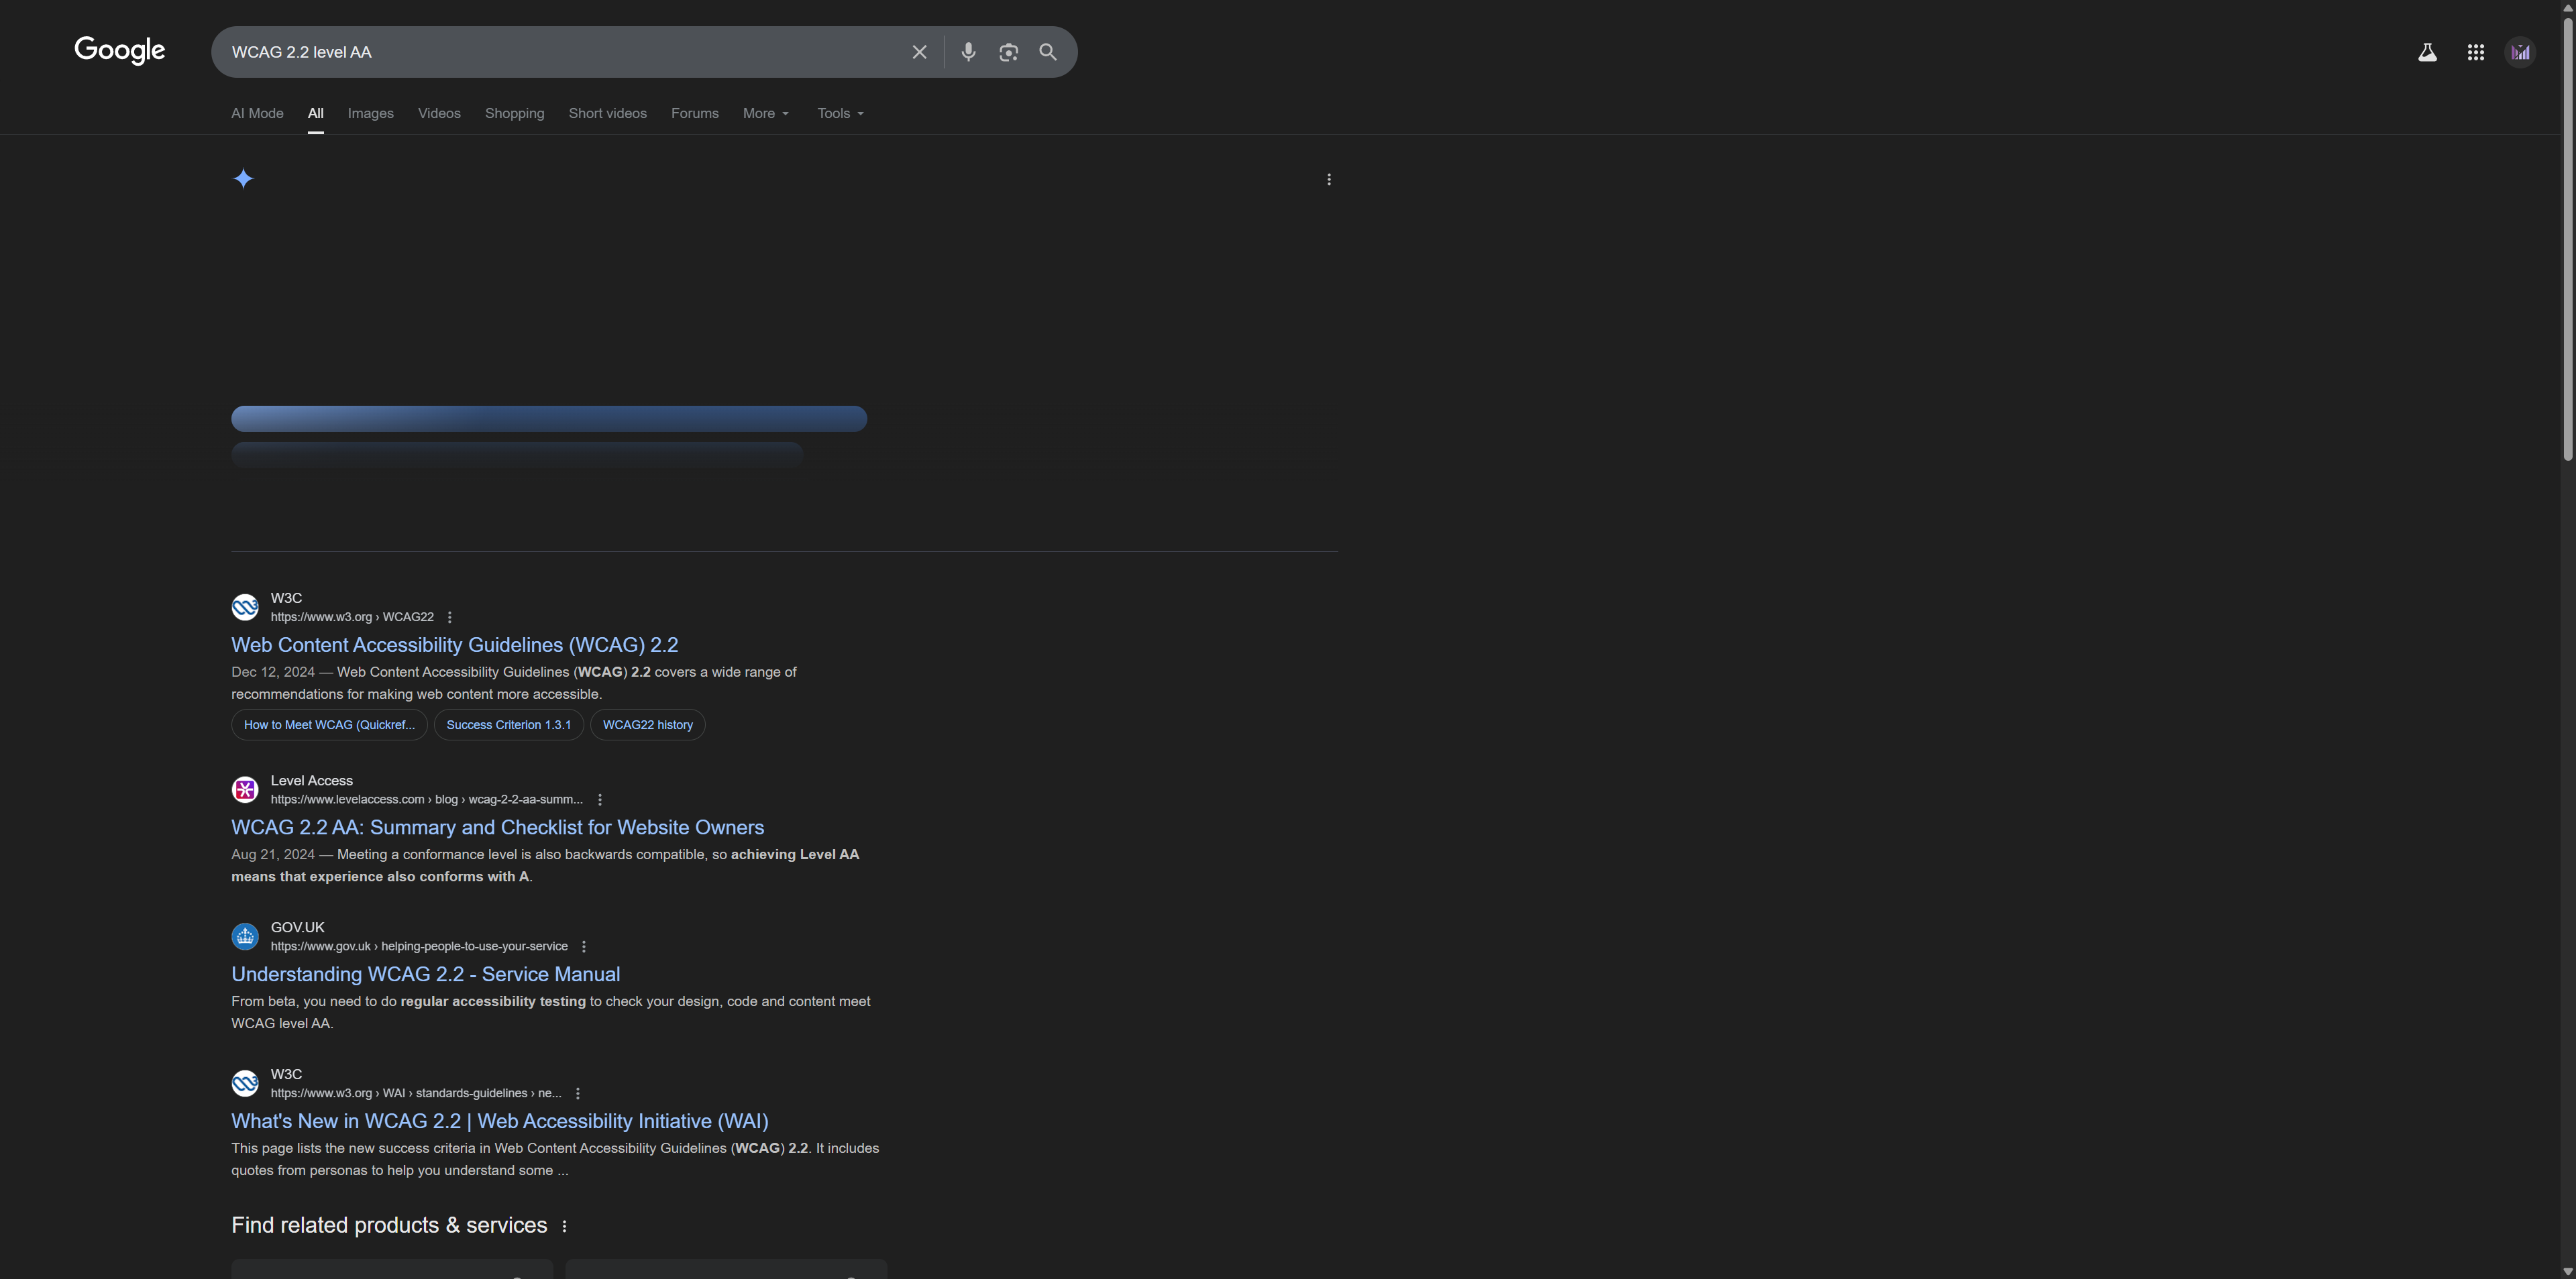 Google
WCAG 2.2 level AA
AI Mode All Images Videos Shopping Short videos Forums More Tools
W3C
https://www.w3.org › WCAG22
Web Content Accessibility Guidelines (WCAG) 2.2
Dec 12, 2024 — Web Content Accessibility Guidelines (WCAG) 2.2 covers a wide range of
recommendations for making web content more accessible.
How to Meet WCAG (Quickref... Success Criterion 1.3.1 WCAG22 history
Level Access
https://www.levelaccess.com › blog › wcag-2-2-aa-summ...
WCAG 2.2 AA: Summary and Checklist for Website Owners
Aug 21, 2024 — Meeting a conformance level is also backwards compatible, so achieving Level AA
means that experience also conforms with A.
GOV.UK
https://www.gov.uk › helping-people-to-use-your-service
Understanding WCAG 2.2 - Service Manual
From beta, you need to do regular accessibility testing to check your design, code and content meet
WCAG level AA.
W3C
https://www.w3.org › WAI › standards-guidelines › ne...
What's New in WCAG 2.2 | Web Accessibility Initiative (WAI)
This page lists the new success criteria in Web Content Accessibility Guidelines (WCAG) 2.2. It includes
quotes from personas to help you understand some ...
Find related products & services